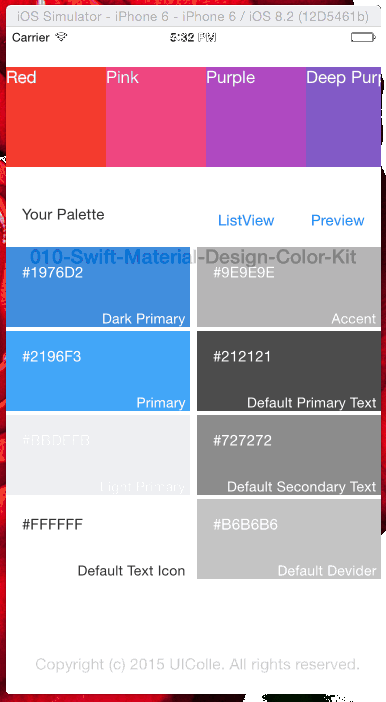 iOS Simulator - iPhone 6 - iPhone 6 / iOS 8.2 (12D5461b)
Carrier 5:32 PM
Red Pink Purple Deep Purp
Your Palette ListView Preview
010-Swift-Material-Design-Color-Kit
#1976D2 #9E9E9E
Dark Primary Accent
#2196F3 #212121
Primary Default Primary Text
#BBDEFB #727272
Light Primary Default Secondary Text
#FFFFFF #B6B6B6
Default Text Icon Default Devider
Copyright (c) 2015 UIColle. All rights reserved.